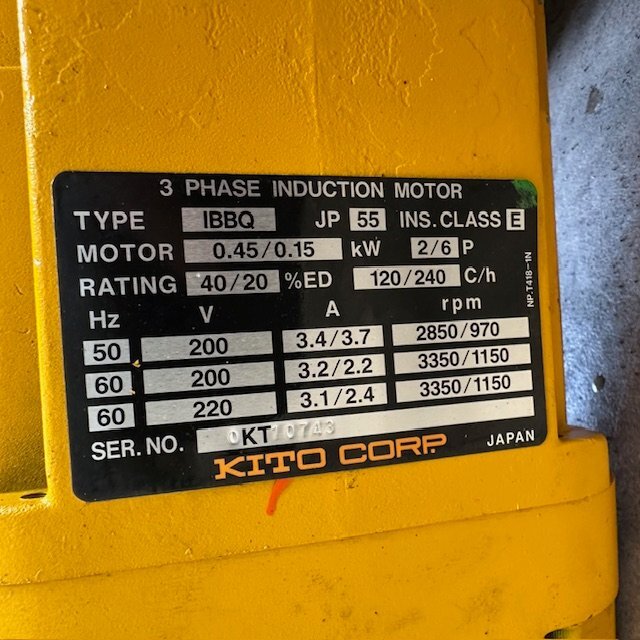 3 PHASE INDUCTION MOTOR
TYPE IBBQ JP 55 INS. CLASS E
MOTOR 0.45/0.15 kW 2/6 P
RATING 40/20 %ED 120/240 C/h
Hz V A rpm
50 200 3.4/3.7 2850/970
60 200 3.2/2.2 3350/1150
60 220 3.1/2.4 3350/1150
SER. NO. 0KT10743
KITO CORP. JAPAN
NP.T418-1N